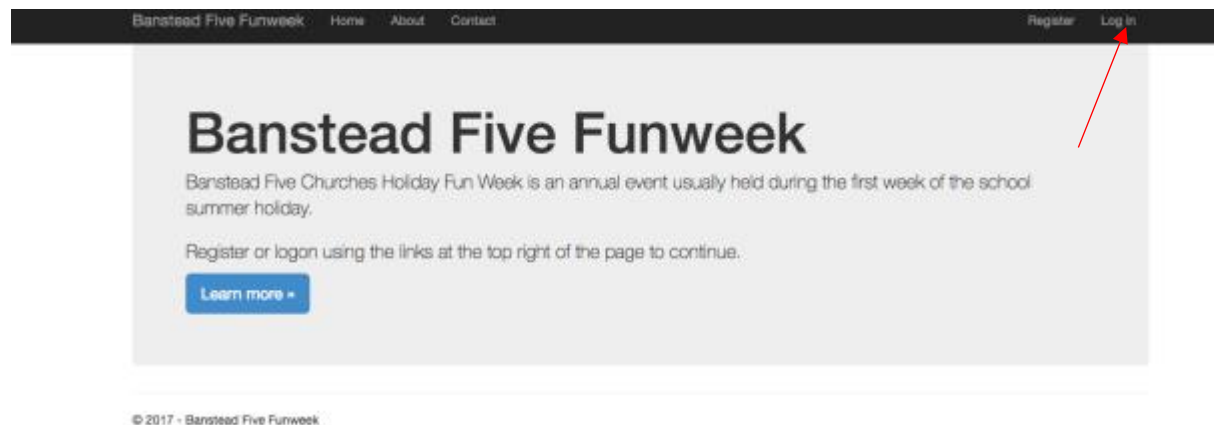 Banstead Five Funweek Home About Contact Register Log in
Banstead Five Funweek
Banstead Five Churches Holiday Fun Week is an annual event usually held during the first week of the school
summer holiday.
Register or logon using the links at the top right of the page to continue.
Learn more »
© 2017 - Banstead Five Funweek